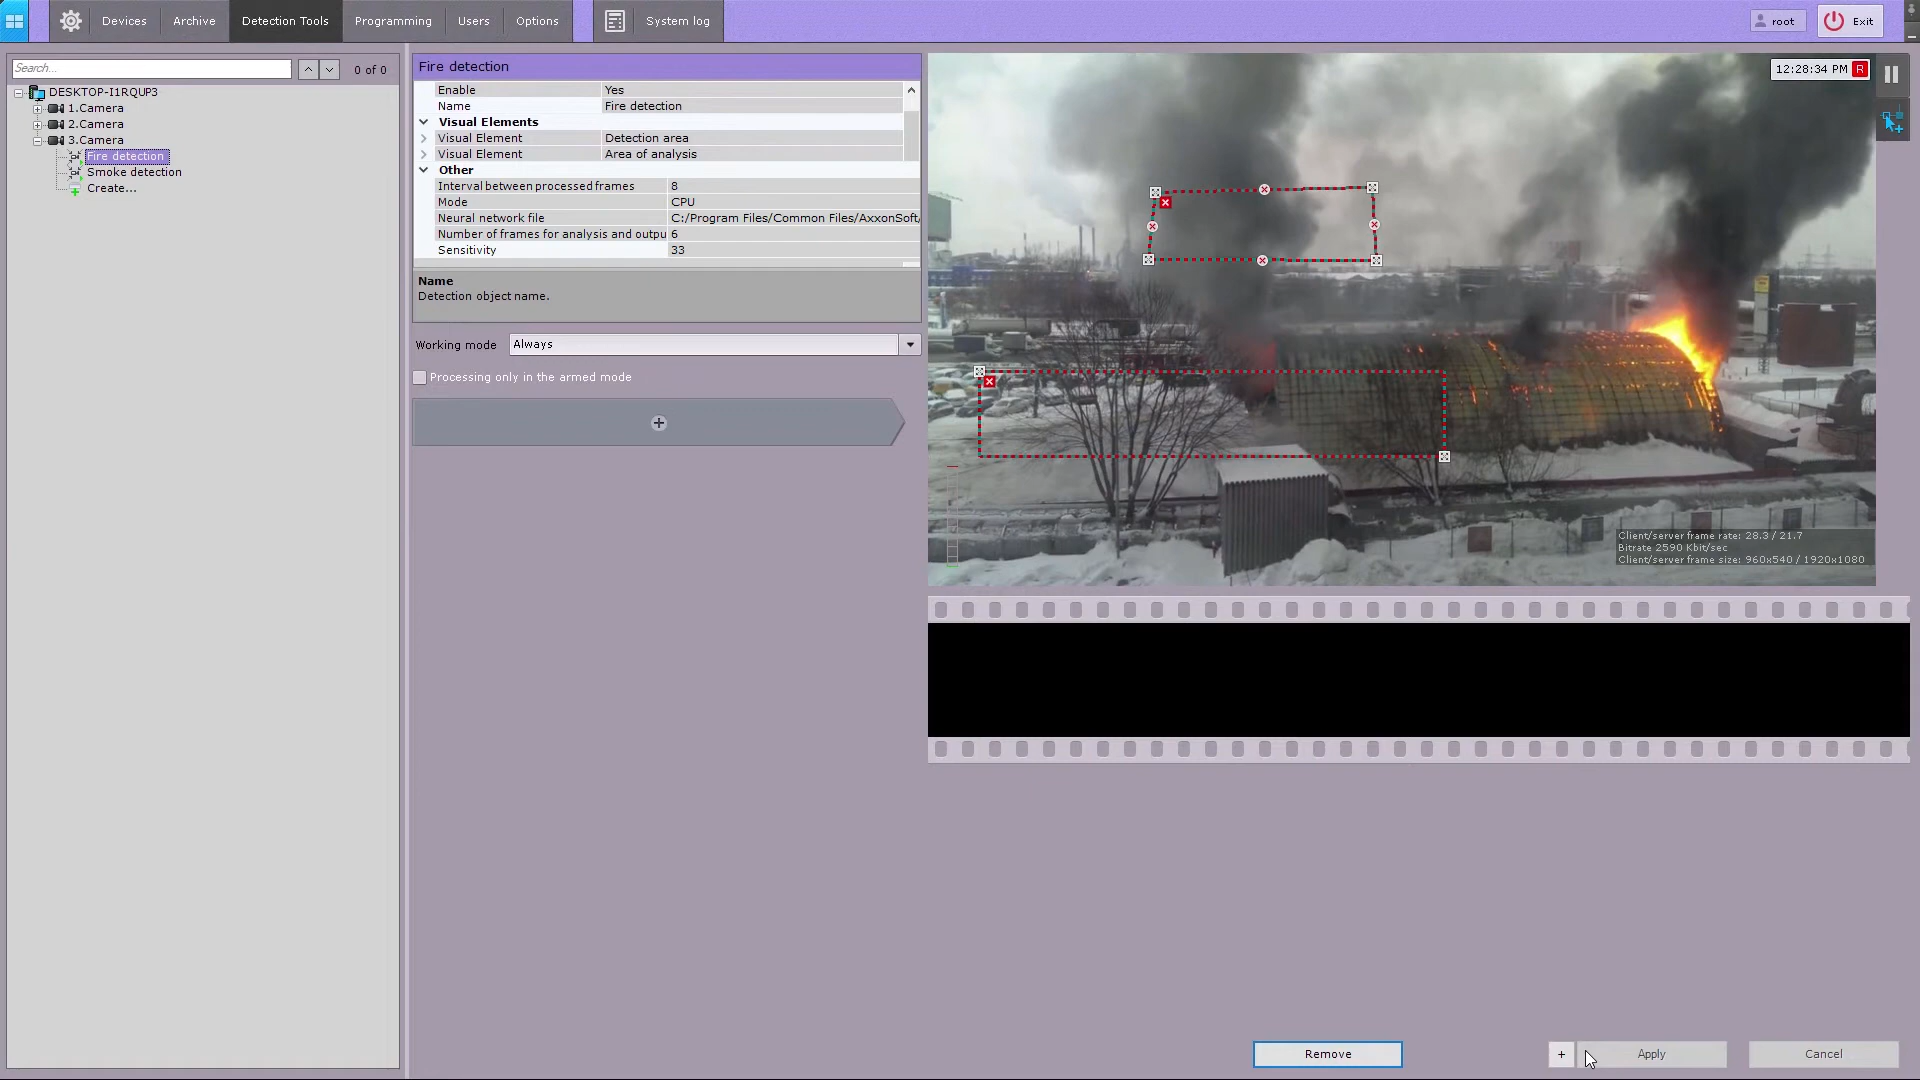 Devices Archive Detection Tools Programming Users Options System log root Exit
Search... 0 of 0
DESKTOP-I1RQUP3
1.Camera
2.Camera
3.Camera
Fire detection
Smoke detection
Create...
Fire detection
Enable Yes
Name Fire detection
Visual Elements
Visual Element Detection area
Visual Element Area of analysis
Other
Interval between processed frames 8
Mode CPU
Neural network file C:/Program Files/Common Files/AxxonSoft/
Number of frames for analysis and outpu 6
Sensitivity 33
Name
Detection object name.
Working mode Always
Processing only in the armed mode
12:28:34 PM R
Client/server frame rate: 28.3 / 21.7
Bitrate 2590 Kbit/sec
Client/server frame size: 960x540 / 1920x1080
Remove + Apply Cancel